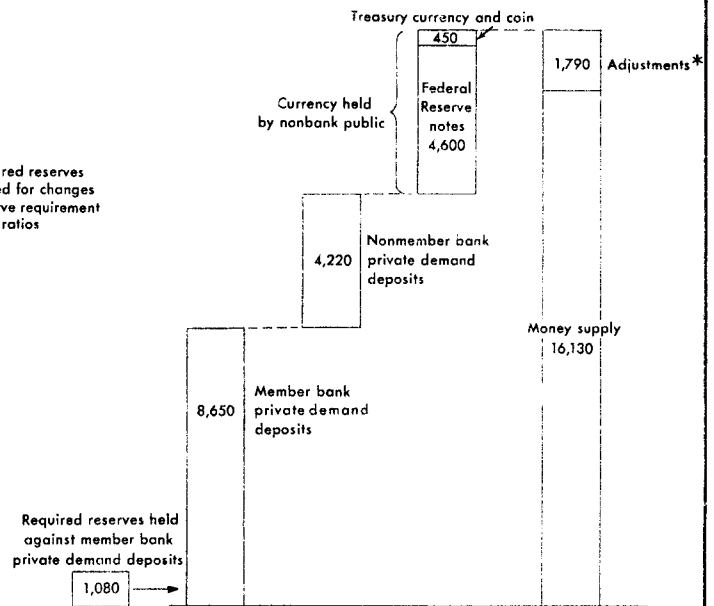 Treasury currency and coin
450
1,790 Adjustments*
Currency held
by nonbank public
Federal
Reserve
notes
4,600
red reserves
ed for changes
ve requirement
ratios
4,220
Nonmember bank
private demand
deposits
Money supply
16,130
8,650
Member bank
private demand
deposits
Required reserves held
against member bank
private demand deposits
1,080